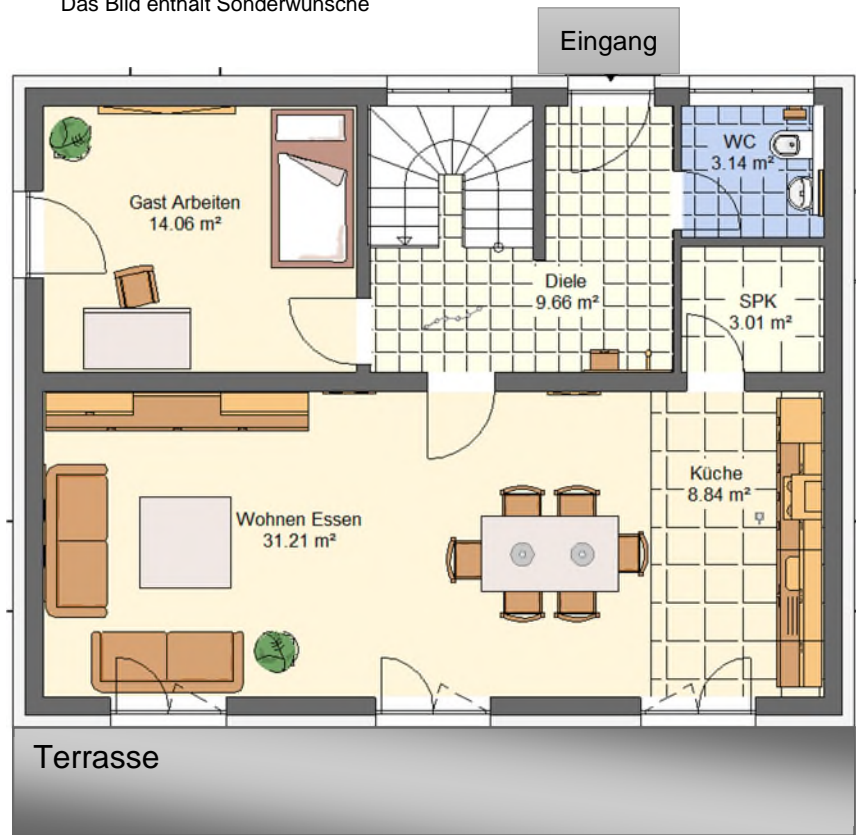 Das Bild enthält Sonderwünsche
Eingang
WC
3.14 m²
Gast Arbeiten
14.06 m²
Diele
9.66 m²
SPK
3.01 m²
Küche
8.84 m²
Wohnen Essen
31.21 m²
Terrasse